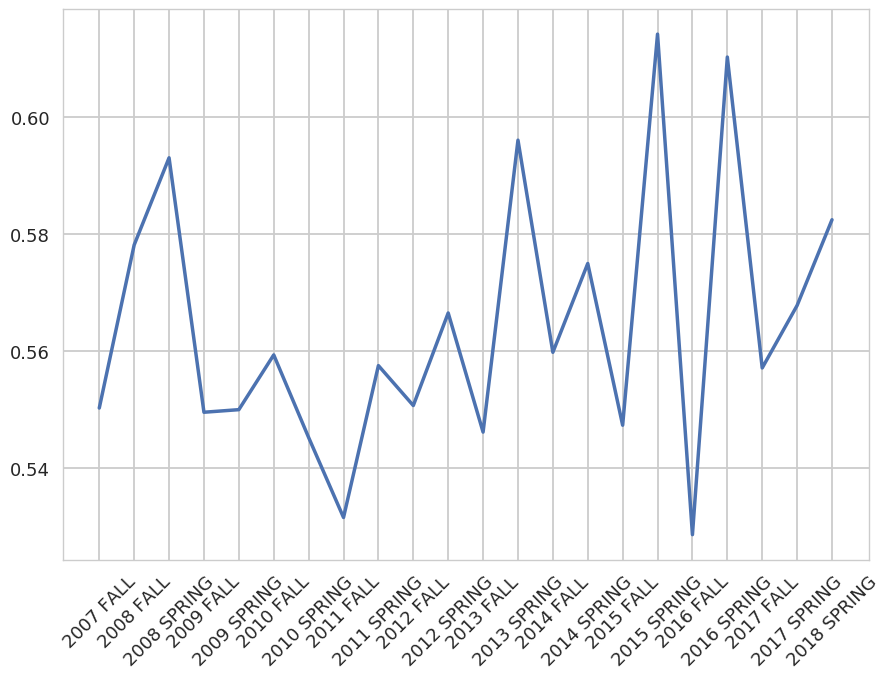 0.60
0.58
0.56
0.54
2007 FALL
2008 FALL
2008 SPRING
2009 FALL
2009 SPRING
2010 FALL
2010 SPRING
2011 FALL
2011 SPRING
2012 FALL
2012 SPRING
2013 FALL
2013 SPRING
2014 FALL
2014 SPRING
2015 FALL
2015 SPRING
2016 FALL
2016 SPRING
2017 FALL
2017 SPRING
2018 SPRING